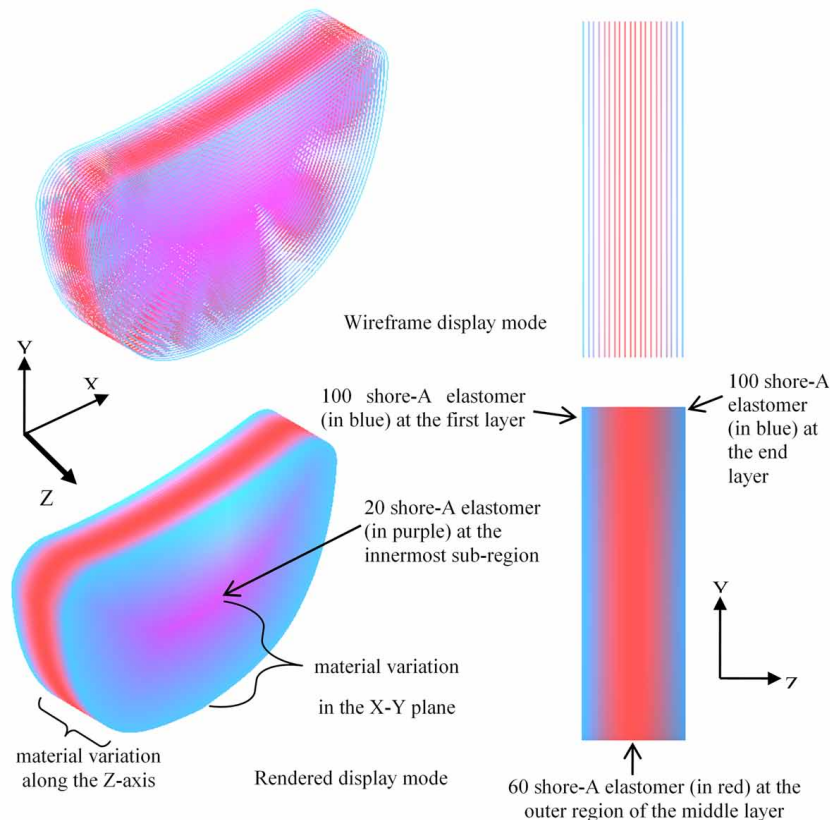 Wireframe display mode
Y
X
Z
100 shore-A elastomer
(in blue) at the first layer
100 shore-A
elastomer
(in blue) at
the end
layer
20 shore-A elastomer
(in purple) at the
innermost sub-region
material variation
in the X-Y plane
Y
Z
material variation
along the Z-axis
Rendered display mode
60 shore-A elastomer (in red) at the
outer region of the middle layer